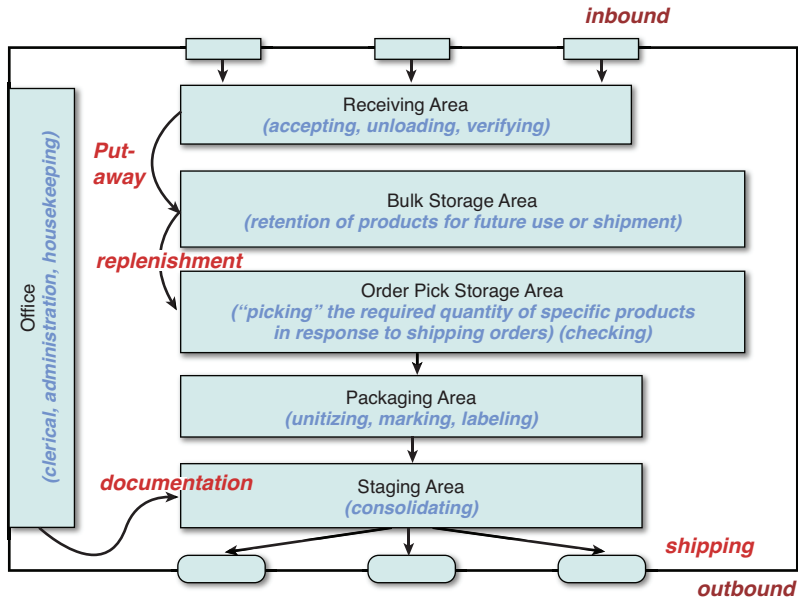 inbound
Receiving Area
(accepting, unloading, verifying)
Put-
away
Bulk Storage Area
(retention of products for future use or shipment)
replenishment
Order Pick Storage Area
(“picking” the required quantity of specific products
in response to shipping orders) (checking)
Office
(clerical, administration, housekeeping)
Packaging Area
(unitizing, marking, labeling)
documentation
Staging Area
(consolidating)
shipping
outbound